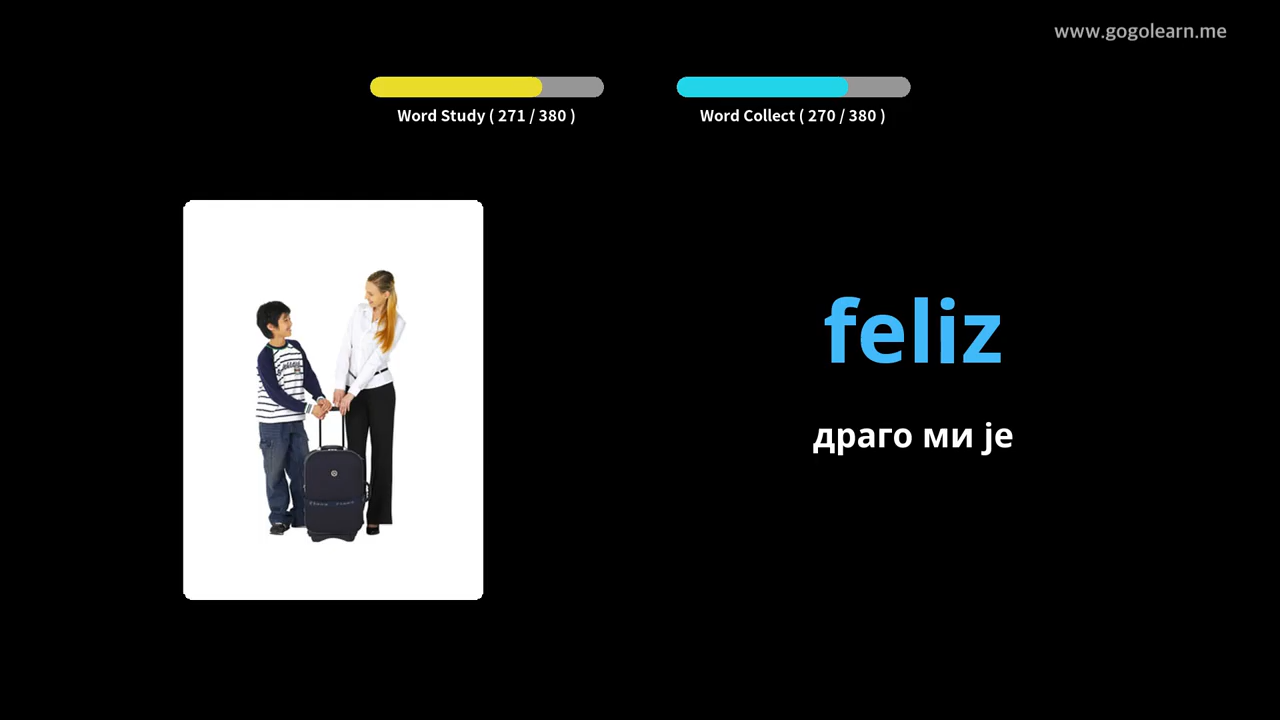 www.gogolearn.me
Word Study ( 271 / 380 )
Word Collect ( 270 / 380 )
feliz
драго ми је